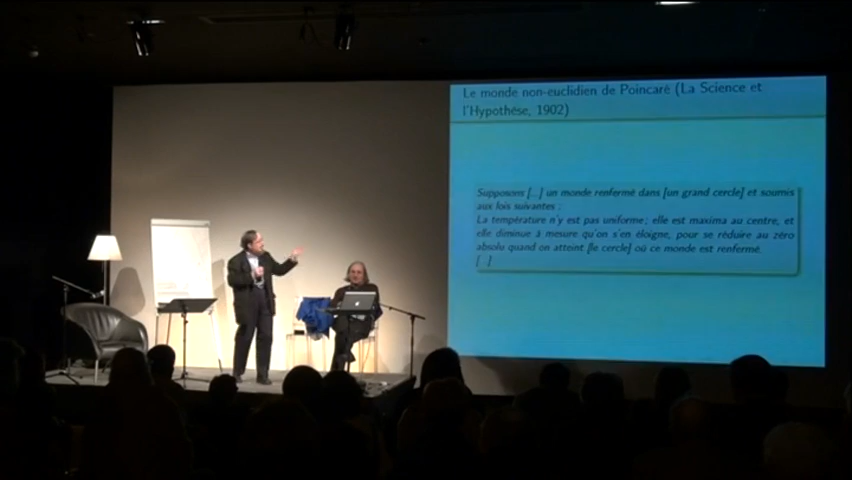 Le monde non-euclidien de Poincaré (La Science et
l'Hypothèse, 1902)
Supposons [...] un monde renfermé dans [un grand cercle] et soumis
aux lois suivantes :
La température n'y est pas uniforme; elle est maxima au centre, et
elle diminue à mesure qu'on s'en éloigne, pour se réduire au zéro
absolu quand on atteint [le cercle] où ce monde est renfermé.
[...]